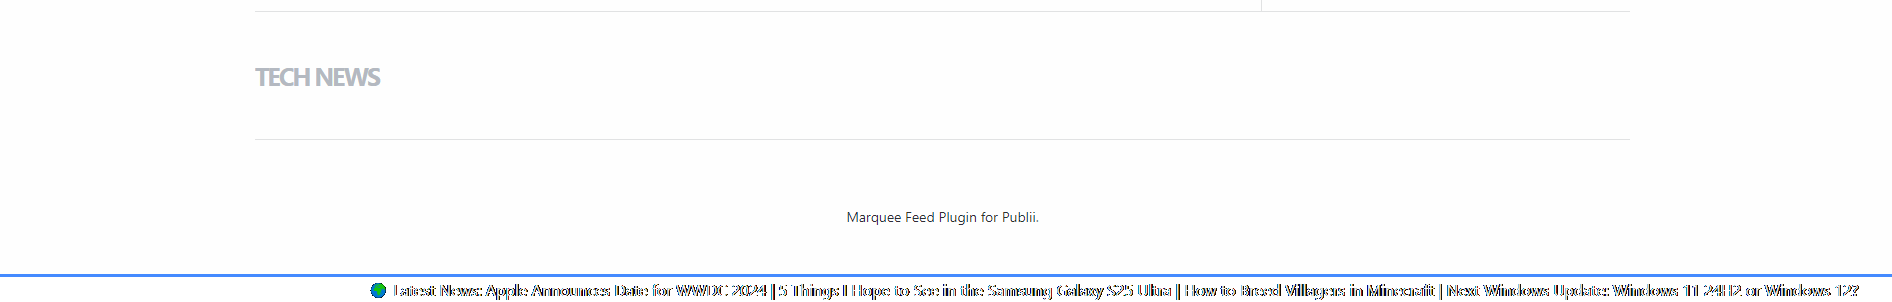 TECH NEWS
Marquee Feed Plugin for Publii.
Latest News: Apple Announces Date for WWDC 2024 | 5 Things I Hope to See in the Samsung Galaxy S25 Ultra | How to Breed Villagers in Minecraft | Next Windows Update: Windows 11 24H2 or Windows 12?